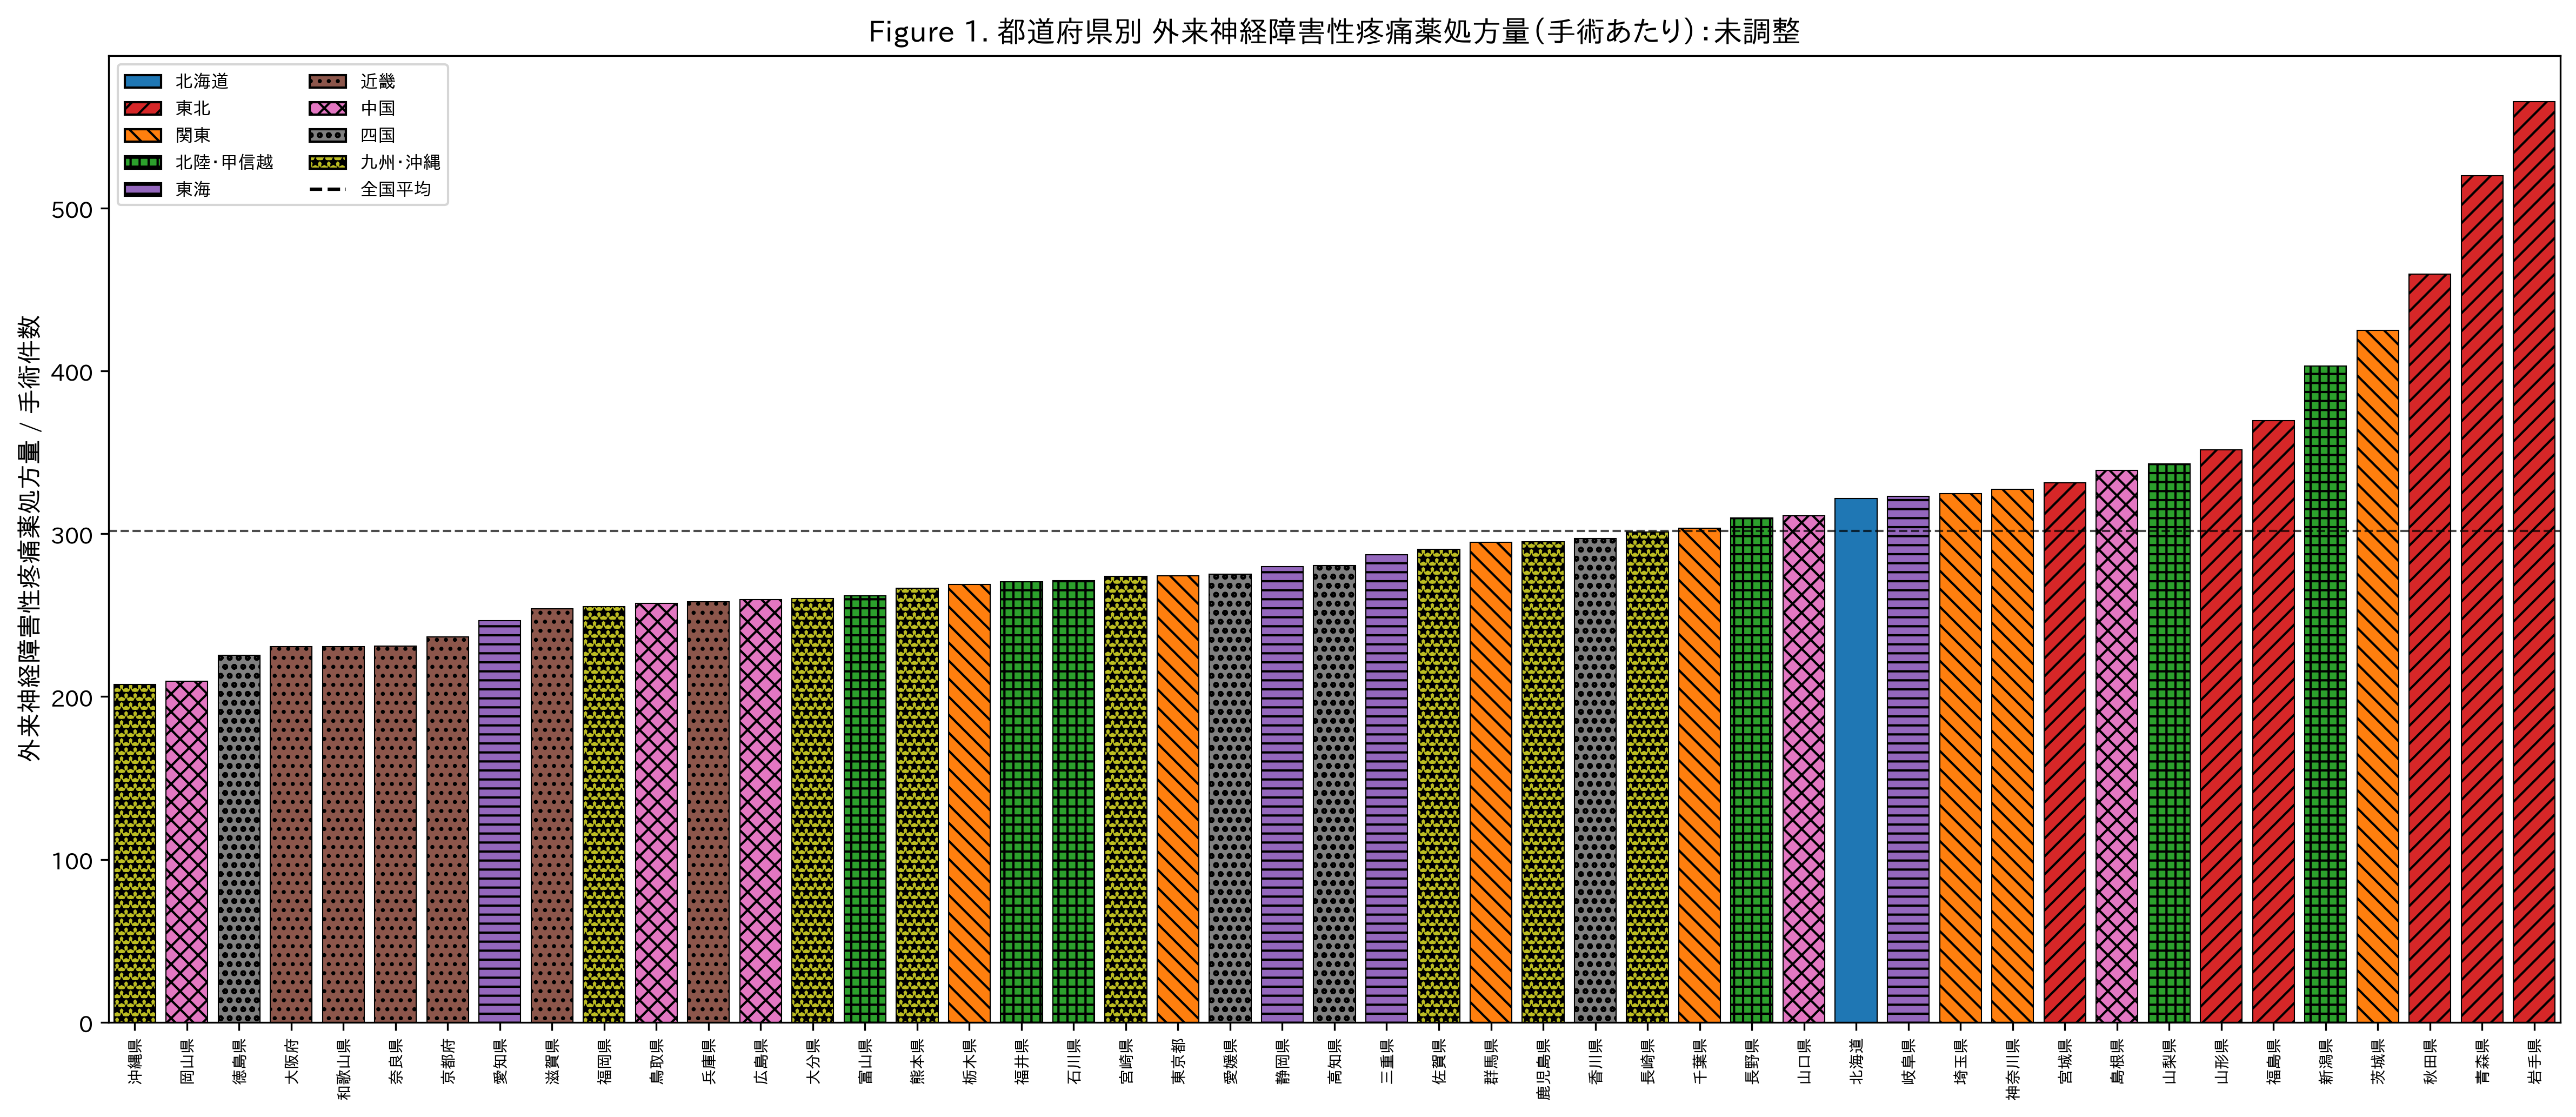 Figure 1. 都道府県別 外来神経障害性疼痛薬処方量(手術あたり):未調整
北海道
東北
関東
北陸・甲信越
東海
近畿
中国
四国
九州・沖縄
全国平均
外来神経障害性疼痛薬処方量 / 手術件数
500
400
300
200
100
0
沖縄県
岡山県
徳島県
大阪府
和歌山県
奈良県
京都府
愛知県
滋賀県
福岡県
鳥取県
兵庫県
広島県
大分県
富山県
熊本県
栃木県
福井県
石川県
宮崎県
東京都
愛媛県
静岡県
高知県
三重県
佐賀県
群馬県
鹿児島県
香川県
長崎県
千葉県
長野県
山口県
北海道
岐阜県
埼玉県
神奈川県
宮城県
島根県
山梨県
山形県
福島県
新潟県
茨城県
秋田県
青森県
岩手県